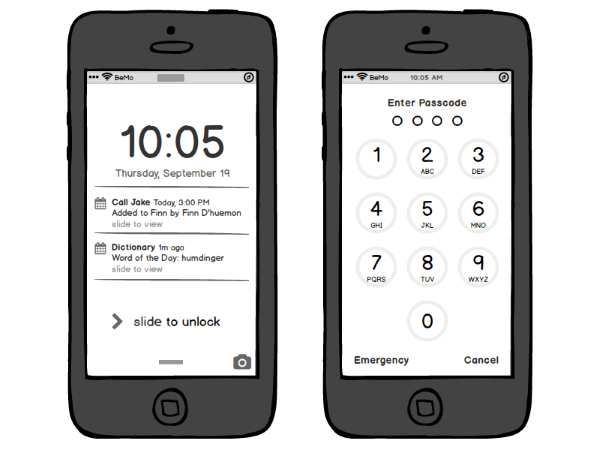 BeMo
10:05
Thursday, September 19
Call Jake Today, 3:00 PM
Added to Finn by Finn D'huemon
slide to view
Dictionary 1m ago
Word of the Day: humdinger
slide to view
slide to unlock
BeMo 10:05 AM
Enter Passcode
1 2 3
ABC DEF
4 5 6
GHI JKL MNO
7 8 9
PQRS TUV WXYZ
0
Emergency Cancel